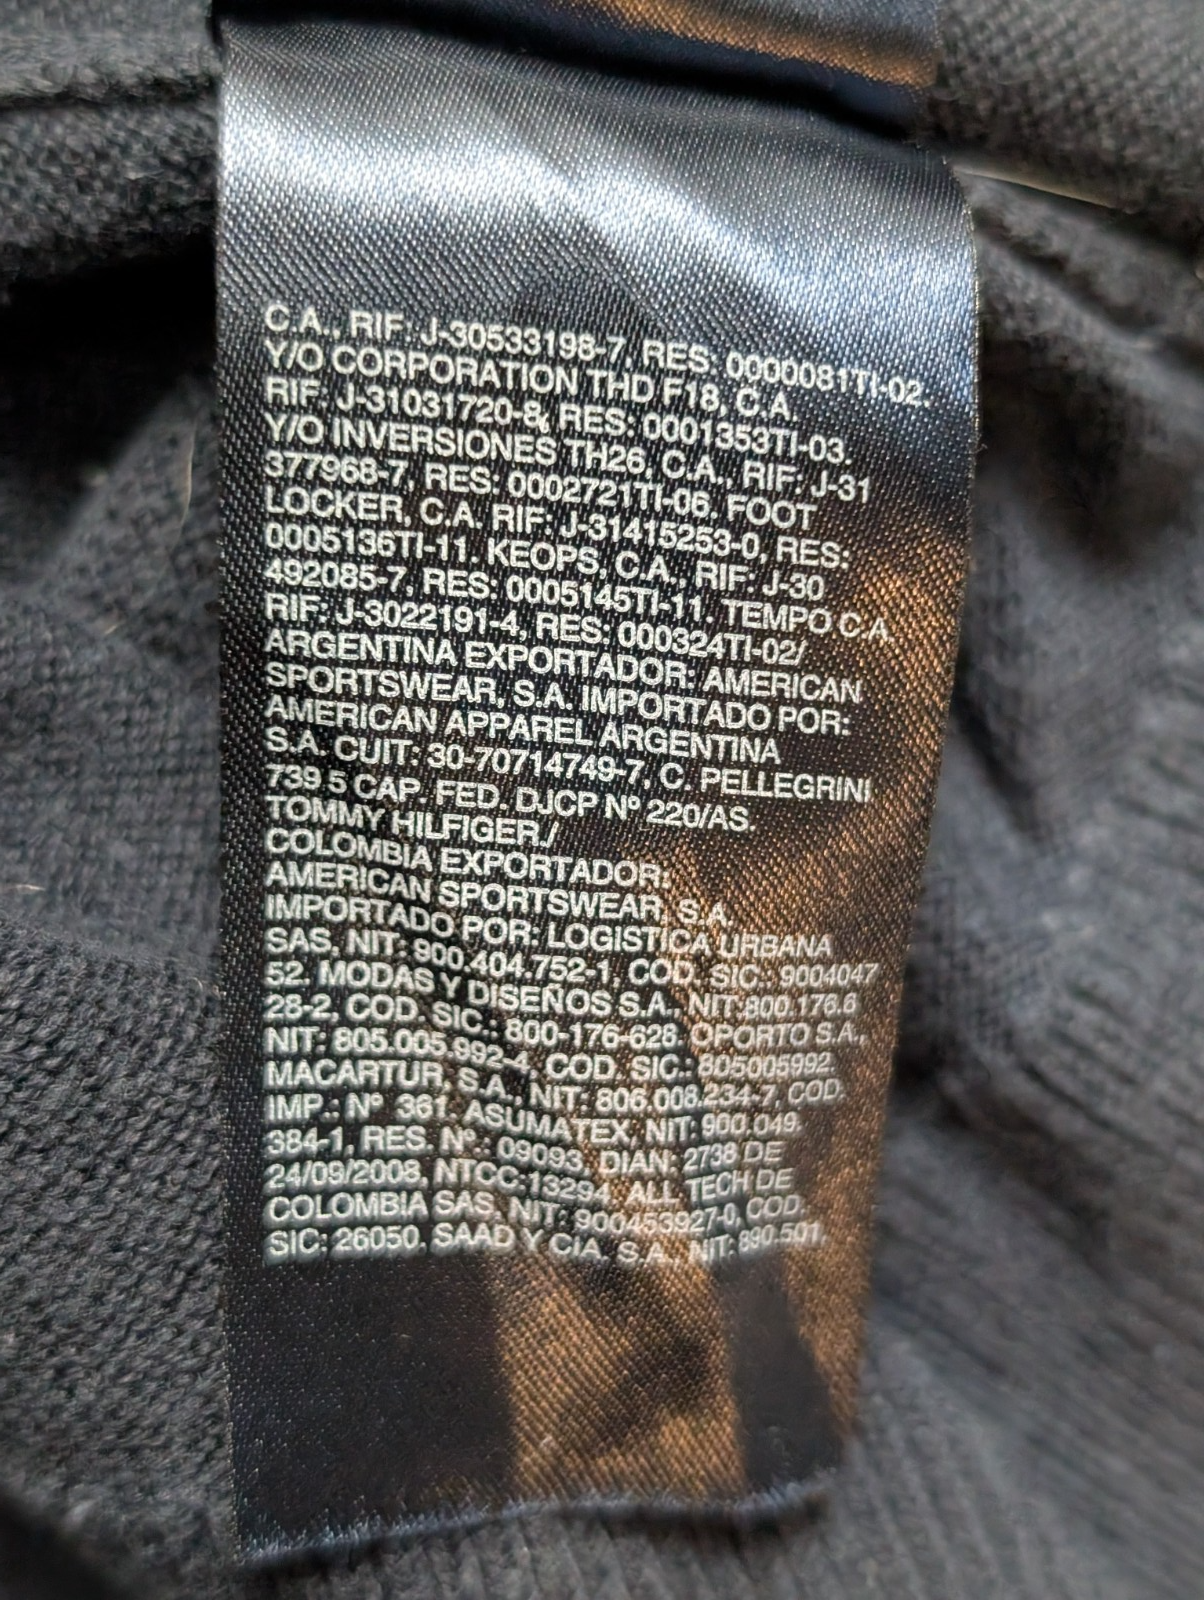 C.A., RIF: J-30533198-7, RES: 0000081TI-02.
Y/O CORPORATION THD F18, C.A.
RIF: J-31031720-8, RES: 0001353TI-03.
Y/O INVERSIONES TH26, C.A., RIF: J-31
377968-7, RES: 0002721TI-06. FOOT
LOCKER, C.A. RIF: J-31415253-0, RES:
0005136TI-11. KEOPS, C.A., RIF: J-30
492085-7, RES: 0005145TI-11. TEMPO C.A.
RIF: J-3022191-4, RES: 000324TI-02/
ARGENTINA EXPORTADOR: AMERICAN
SPORTSWEAR, S.A. IMPORTADO POR:
AMERICAN APPAREL ARGENTINA
S.A. CUIT: 30-70714749-7, C. PELLEGRINI
739 5 CAP. FED. DJCP Nº 220/AS.
TOMMY HILFIGER./
COLOMBIA EXPORTADOR:
AMERICAN SPORTSWEAR, S.A.
IMPORTADO POR: LOGISTICA URBANA
SAS, NIT: 900.404.752-1, COD. SIC.: 9004047
52. MODAS Y DISEÑOS S.A., NIT:800.176.6
28-2, COD. SIC.: 800-176-628. OPORTO S.A.,
NIT: 805.005.992-4, COD. SIC.: 805005992.
MACARTUR, S.A., NIT: 806.008.234-7, COD.
IMP.: Nº 361. ASUMATEX, NIT: 900.049.
384-1, RES. Nº.: 09093, DIAN: 2738 DE
24/09/2008, NTCC:13294. ALL TECH DE
COLOMBIA SAS, NIT: 900453927-0, COD.
SIC: 26050. SAAD Y CIA. S.A., NIT: 890.501.